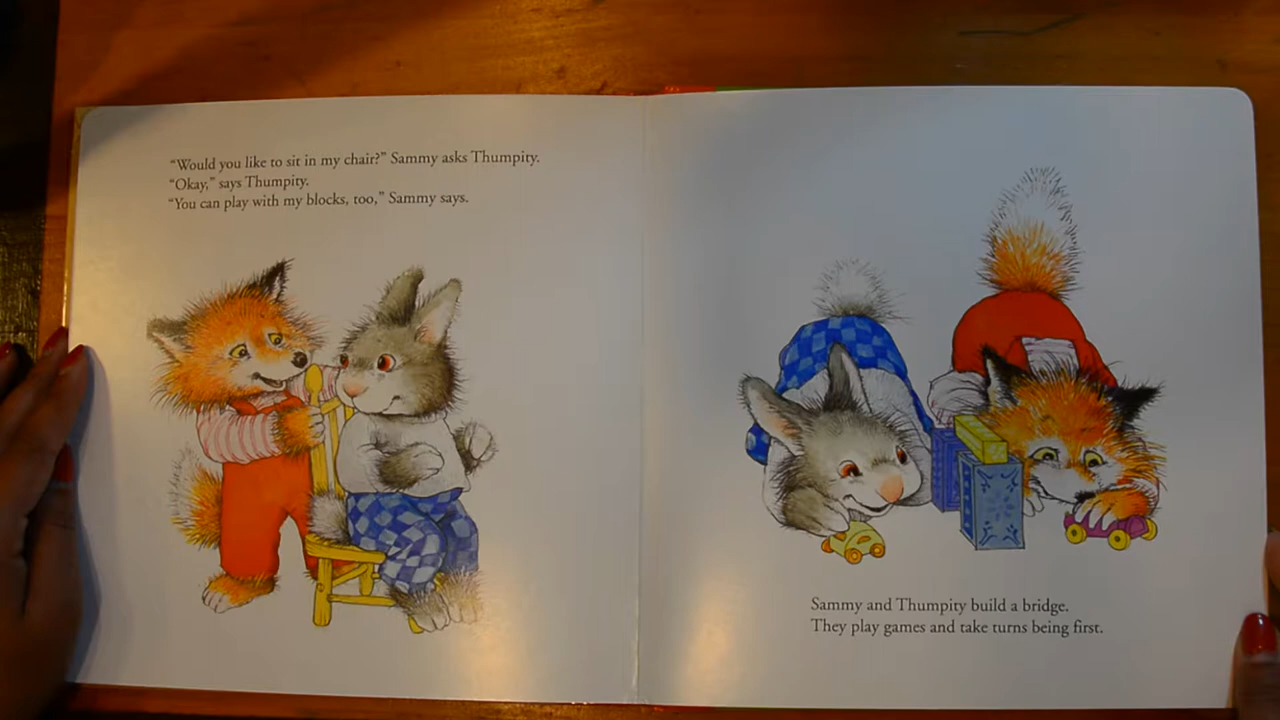 “Would you like to sit in my chair?” Sammy asks Thumpity.
“Okay,” says Thumpity.
“You can play with my blocks, too,” Sammy says.
Sammy and Thumpity build a bridge.
They play games and take turns being first.